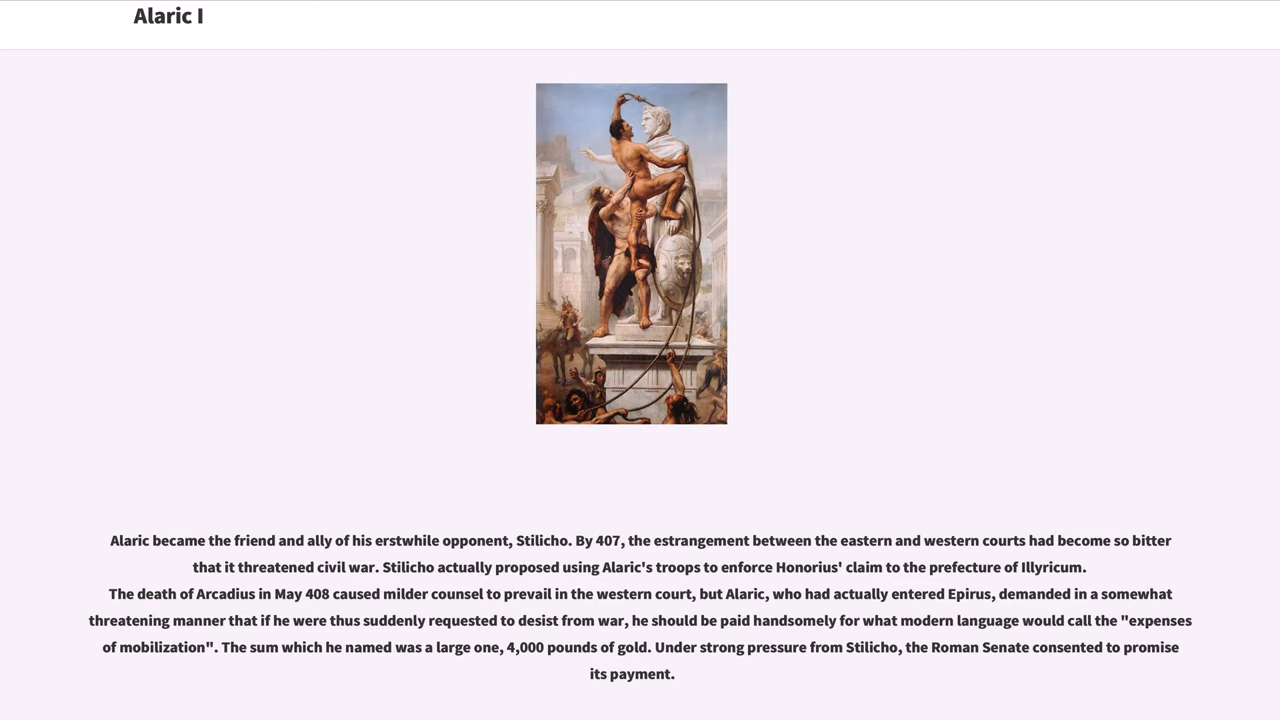 Alaric I
Alaric became the friend and ally of his erstwhile opponent, Stilicho. By 407, the estrangement between the eastern and western courts had become so bitter
that it threatened civil war. Stilicho actually proposed using Alaric's troops to enforce Honorius' claim to the prefecture of Illyricum.
The death of Arcadius in May 408 caused milder counsel to prevail in the western court, but Alaric, who had actually entered Epirus, demanded in a somewhat
threatening manner that if he were thus suddenly requested to desist from war, he should be paid handsomely for what modern language would call the "expenses
of mobilization". The sum which he named was a large one, 4,000 pounds of gold. Under strong pressure from Stilicho, the Roman Senate consented to promise
its payment.